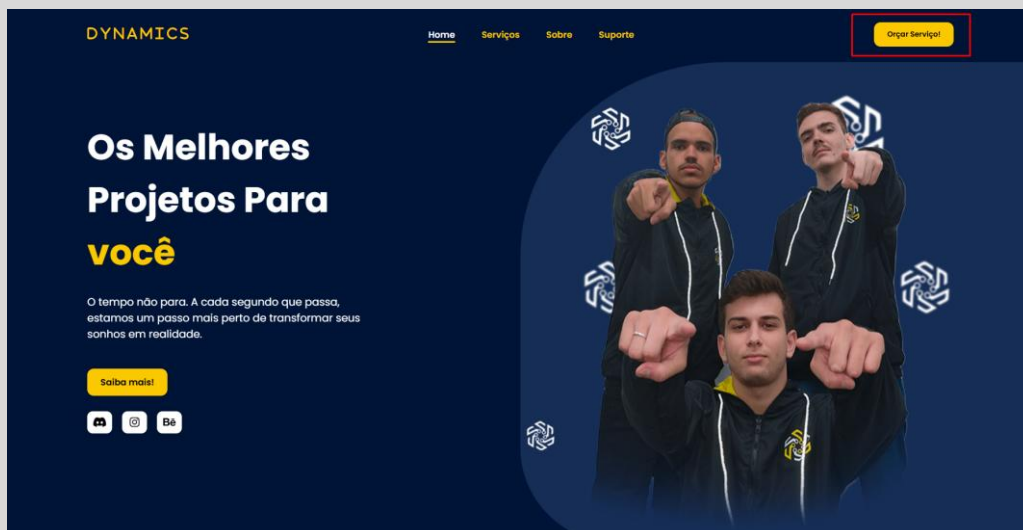 DYNAMICS
Home Serviços Sobre Suporte
Orçar Serviço!
Os Melhores
Projetos Para
você
O tempo não para. A cada segundo que passa,
estamos um passo mais perto de transformar seus
sonhos em realidade.
Saiba mais!
Bē